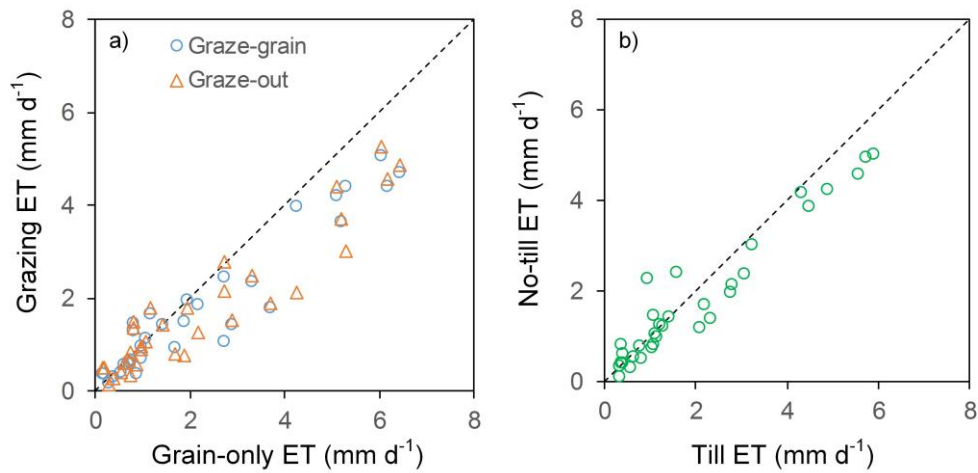 a)
Graze-grain
Graze-out
8
6
4
2
0
0
2
4
6
8
Grazing ET (mm d⁻¹)
Grain-only ET (mm d⁻¹)
b)
8
6
4
2
0
0
2
4
6
8
No-till ET (mm d⁻¹)
Till ET (mm d⁻¹)